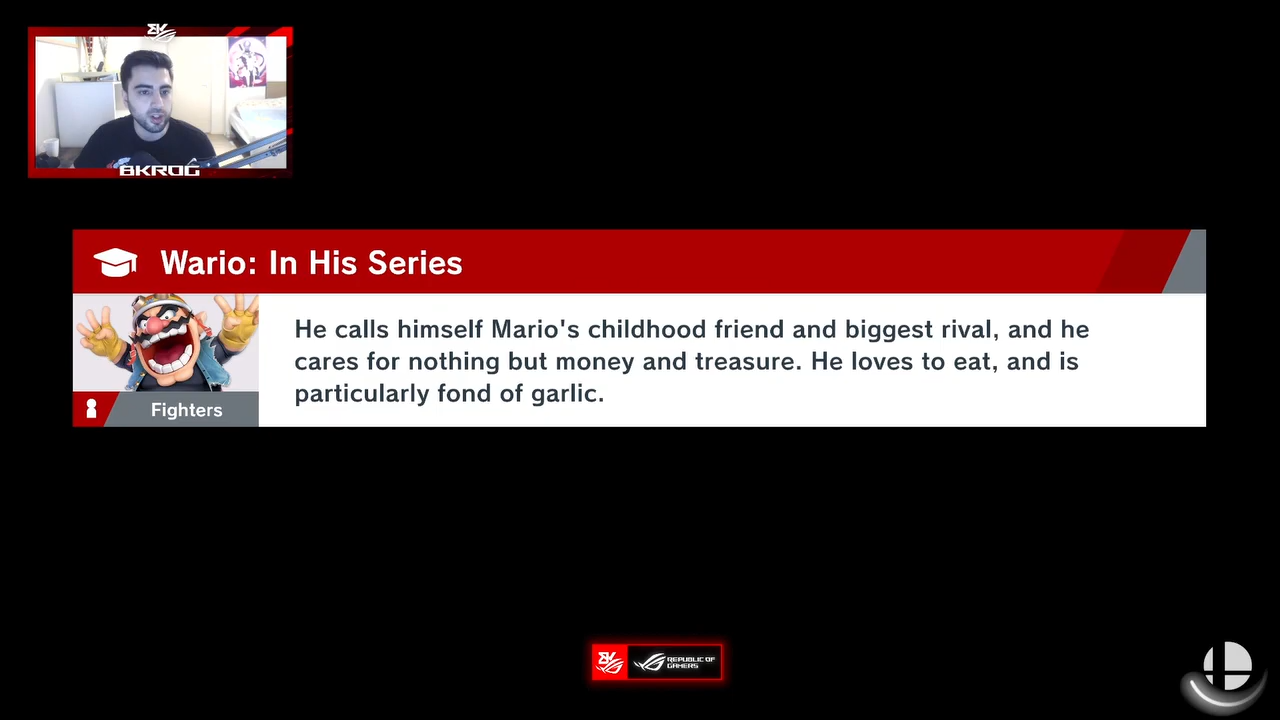 BKROG
Wario: In His Series
He calls himself Mario's childhood friend and biggest rival, and he
cares for nothing but money and treasure. He loves to eat, and is
particularly fond of garlic.
Fighters
REPUBLIC OF
GAMERS